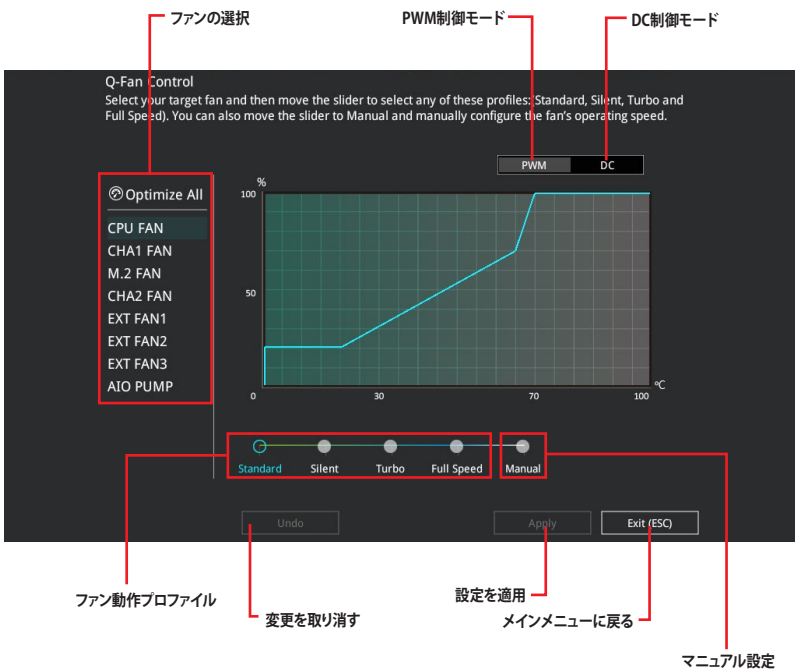 ファンの選択
PWM制御モード
DC制御モード
Q-Fan Control
Select your target fan and then move the slider to select any of these profiles:(Standard, Silent, Turbo and
Full Speed). You can also move the slider to Manual and manually configure the fan's operating speed.
PWM
DC
Optimize All
CPU FAN
CHA1 FAN
M.2 FAN
CHA2 FAN
EXT FAN1
EXT FAN2
EXT FAN3
AIO PUMP
%
100
50
0
30
70
100
ºC
Standard
Silent
Turbo
Full Speed
Manual
Undo
Apply
Exit (ESC)
ファン動作プロファイル
変更を取り消す
設定を適用
メインメニューに戻る
マニュアル設定